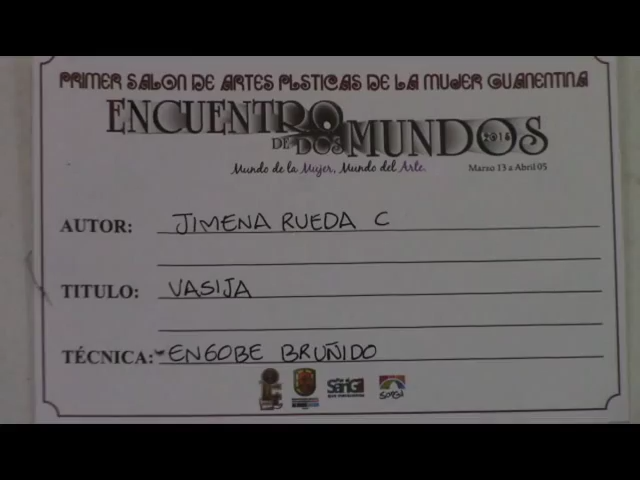 PRIMER SALON DE ARTES PLSTICAS DE LA MUJER GUANENTINA
ENCUENTRO DE DOS MUNDOS
Mundo de la Mujer, Mundo del Arte.
Marzo 13 a Abril 05
AUTOR: JIMENA RUEDA C
TITULO: VASIJA
TÉCNICA: ENGOBE BRUÑIDO